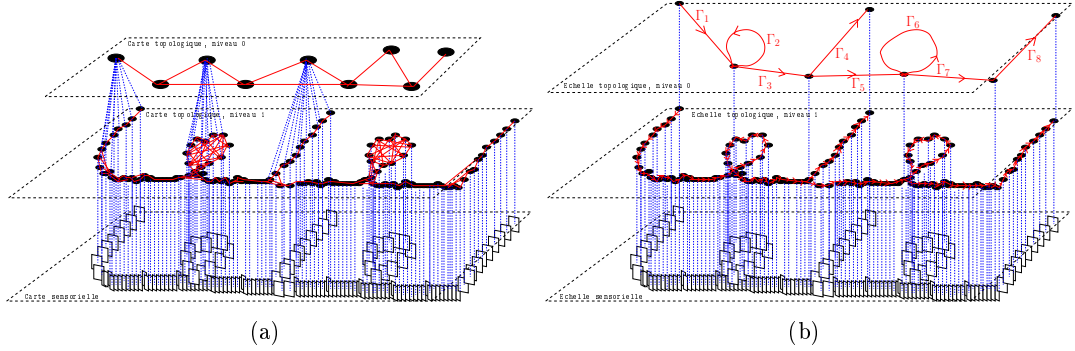 Carte topologique, niveau 0
Carte topologique, niveau 1
Carte sensorielle
(a)
Γ1
Γ2
Γ3
Γ4
Γ5
Γ6
Γ7
Γ8
Echelle topologique, niveau 0
Echelle topologique, niveau 1
Echelle sensorielle
(b)